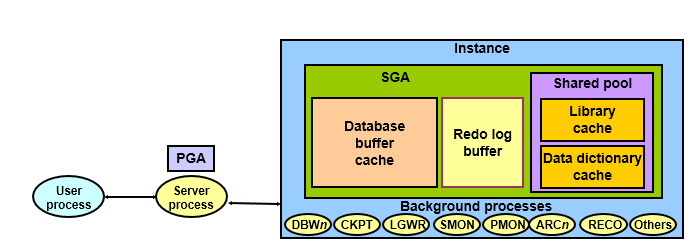 Instance
SGA
Shared pool
Database
buffer
cache
Redo log
buffer
Library
cache
Data dictionary
cache
PGA
User
process
Server
process
Background processes
DBWn
CKPT
LGWR
SMON
PMON
ARCn
RECO
Others